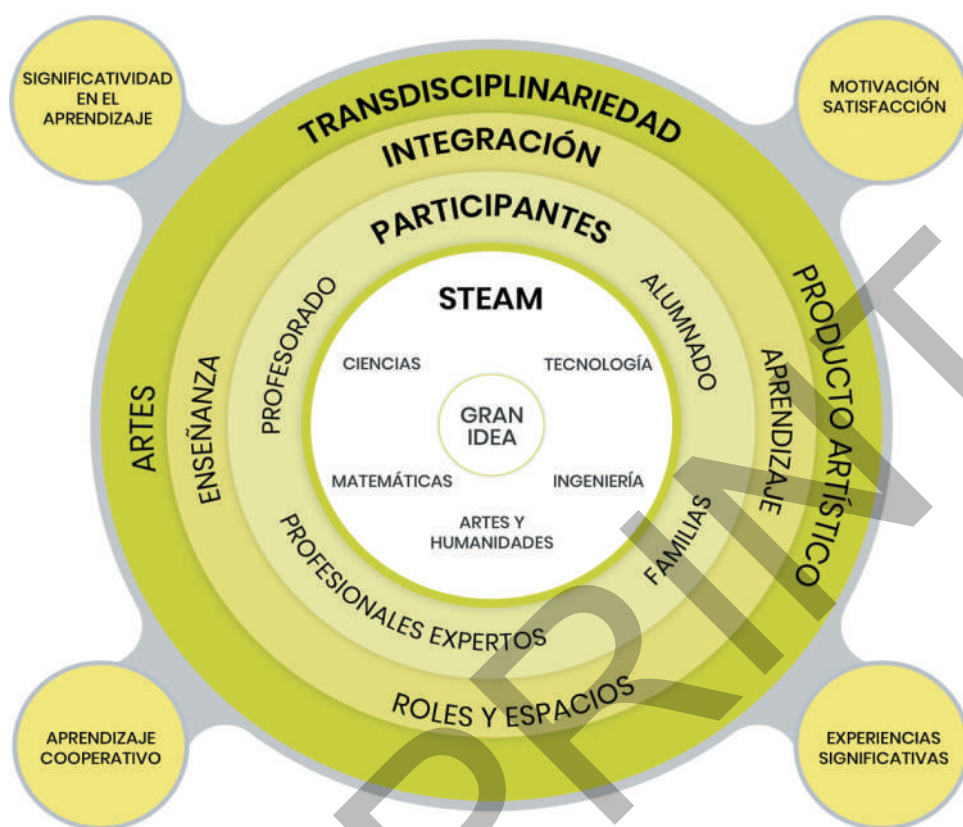 SIGNIFICATIVIDAD
EN EL
APRENDIZAJE
MOTIVACIÓN
SATISFACCIÓN
TRANSDISCIPLINARIEDAD
INTEGRACIÓN
PARTICIPANTES
STEAM
PROFESORADO
ALUMNADO
CIENCIAS
TECNOLOGÍA
GRAN
IDEA
MATEMÁTICAS
INGENIERÍA
ARTES Y
HUMANIDADES
ARTES
ENSEÑANZA
APRENDIZAJE
PRODUCTO ARTÍSTICO
PROFESIONALES EXPERTOS
FAMILIAS
ROLES Y ESPACIOS
APRENDIZAJE
COOPERATIVO
EXPERIENCIAS
SIGNIFICATIVAS
PRINT